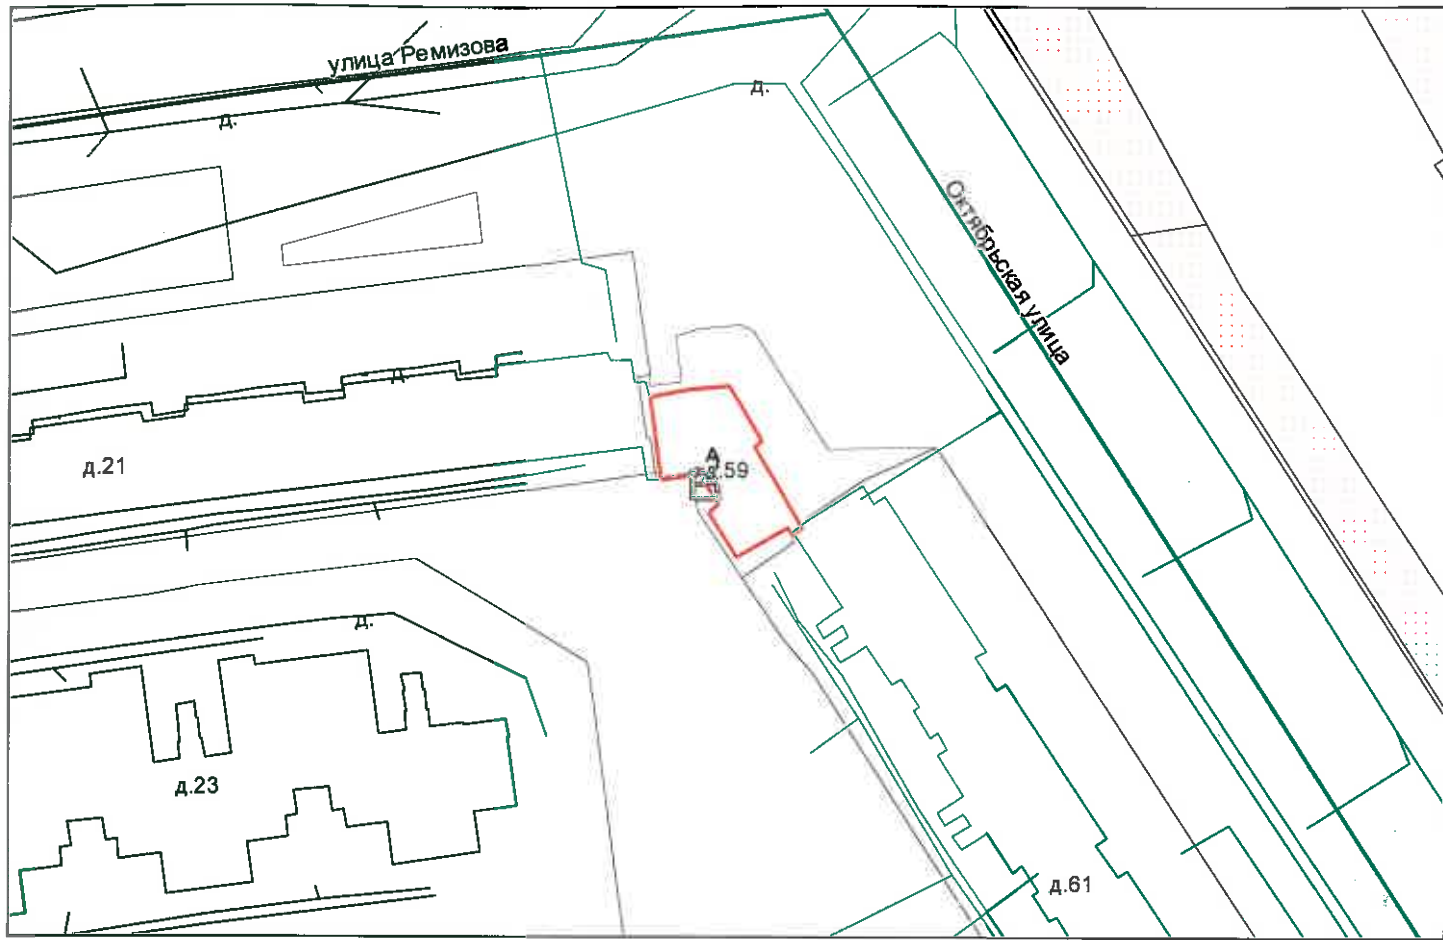 улица Ремизова
д.
д.
Октябрьская улица
д.
д.21
А
д.59
д.
д.23
д.61